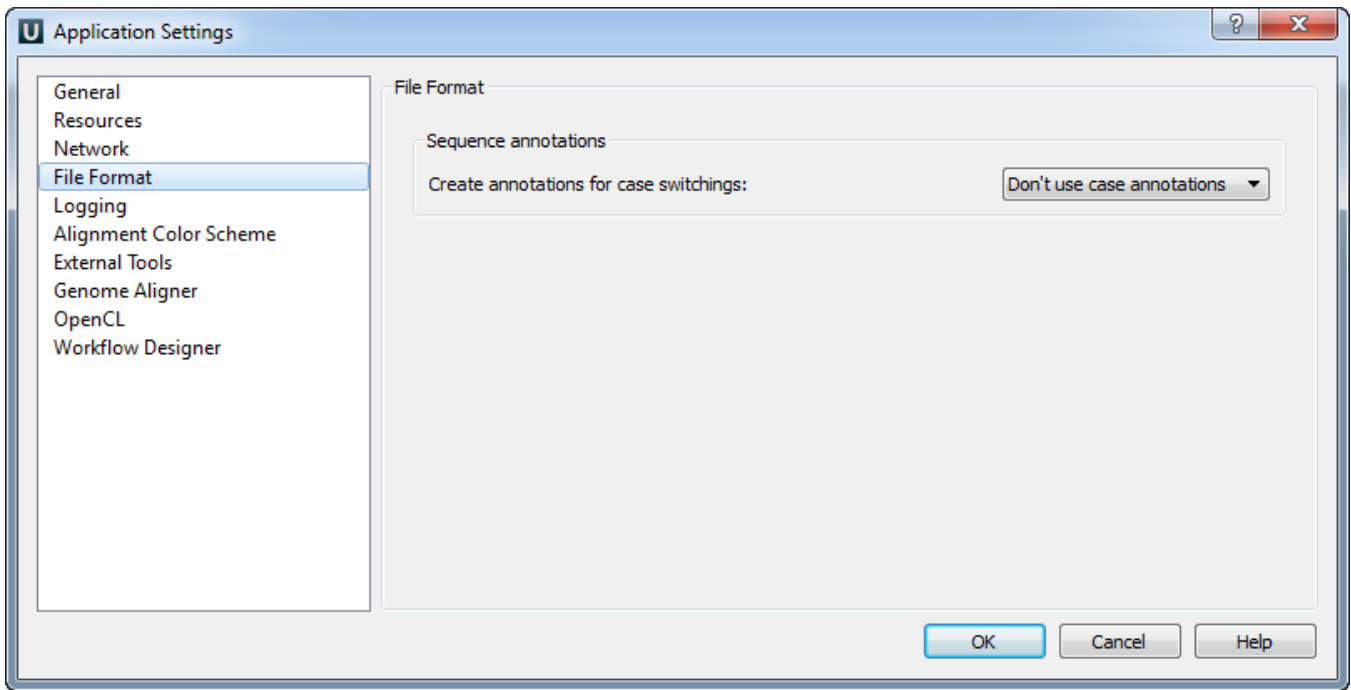 U Application Settings
General
Resources
Network
File Format
Logging
Alignment Color Scheme
External Tools
Genome Aligner
OpenCL
Workflow Designer
File Format
Sequence annotations
Create annotations for case switchings: Don't use case annotations
OK Cancel Help